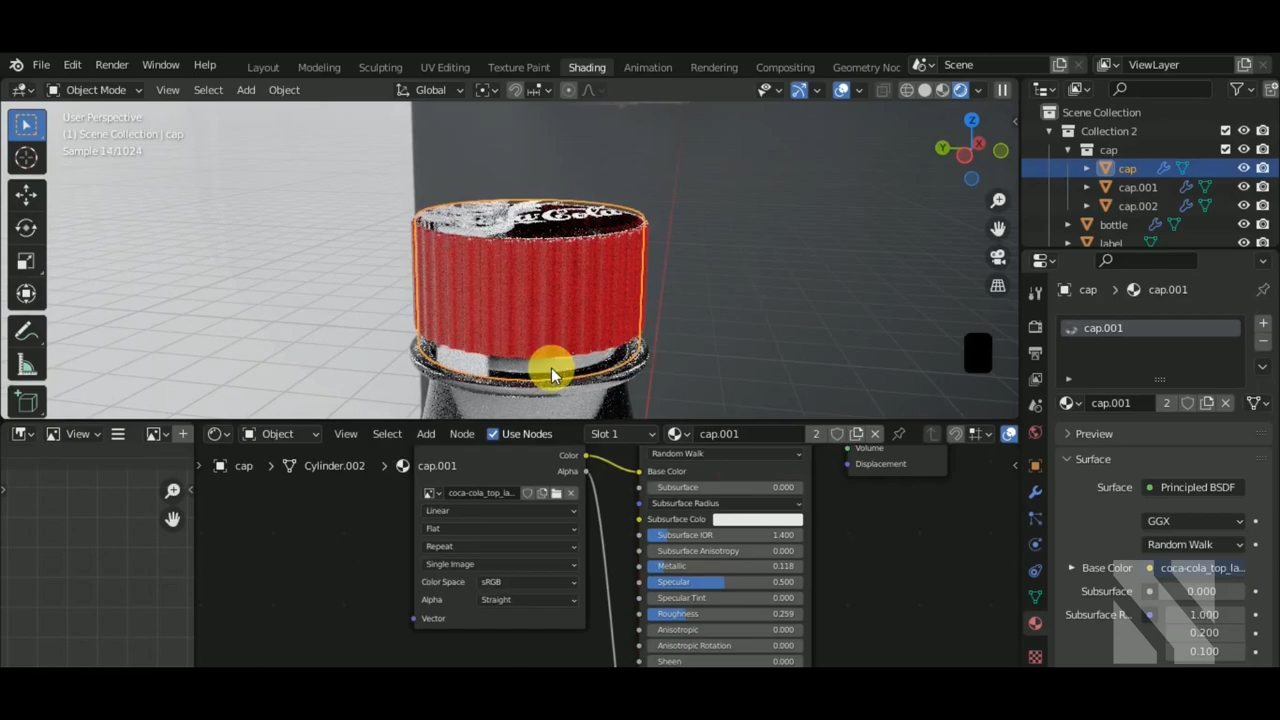 File Edit Render Window Help
Layout Modeling Sculpting UV Editing Texture Paint Shading Animation Rendering Compositing Geometry Noc
Scene
ViewLayer
Object Mode View Select Add Object
Global
User Perspective
(1) Scene Collection | cap
Sample 14/1024
Z
Y
X
Scene Collection
Collection 2
cap
cap
cap.001
cap.002
bottle
label
cap > cap.001
cap.001
cap.001 2
Preview
Surface
Surface Principled BSDF
GGX
Random Walk
Base Color coca-cola_top_la...
Subsurface 0.000
Subsurface R... 1.000
0.200
0.100
View
Object View Select Add Node Use Nodes Slot 1 cap.001 2
cap > Cylinder.002 > cap.001
Color
Alpha
coca-cola_top_la...
Linear
Flat
Repeat
Single Image
Color Space sRGB
Alpha Straight
Vector
Random Walk
Base Color
Subsurface 0.000
Subsurface Radius
Subsurface Colo
Subsurface IOR 1.400
Subsurface Anisotropy 0.000
Metallic 0.118
Specular 0.500
Specular Tint 0.000
Roughness 0.259
Anisotropic 0.000
Anisotropic Rotation 0.000
Sheen 0.000
Volume
Displacement